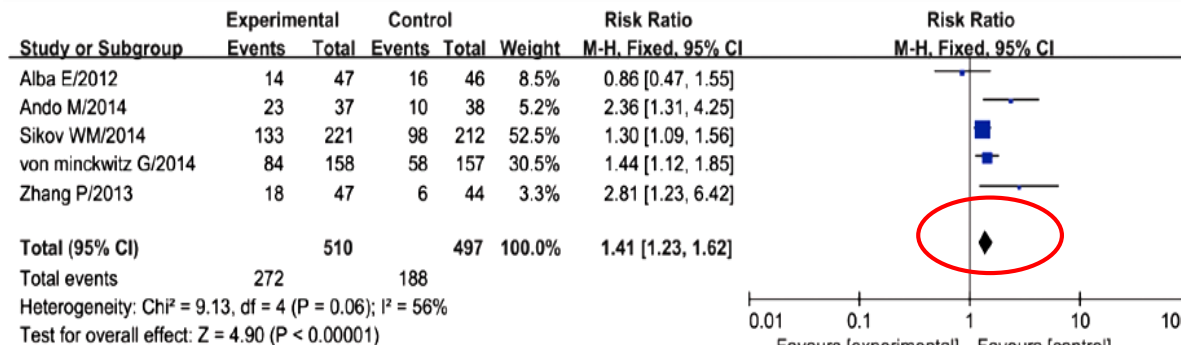 Experimental Control Risk Ratio Risk Ratio
Study or Subgroup Events Total Events Total Weight M-H, Fixed, 95% CI M-H, Fixed, 95% CI
Alba E/2012 14 47 16 46 8.5% 0.86 [0.47, 1.55]
Ando M/2014 23 37 10 38 5.2% 2.36 [1.31, 4.25]
Sikov WM/2014 133 221 98 212 52.5% 1.30 [1.09, 1.56]
von minckwitz G/2014 84 158 58 157 30.5% 1.44 [1.12, 1.85]
Zhang P/2013 18 47 6 44 3.3% 2.81 [1.23, 6.42]
Total (95% CI) 510 497 100.0% 1.41 [1.23, 1.62]
Total events 272 188
Heterogeneity: Chi² = 9.13, df = 4 (P = 0.06); I² = 56%
Test for overall effect: Z = 4.90 (P < 0.00001)
0.01 0.1 1 10
Favours [experimental] Favours [control]